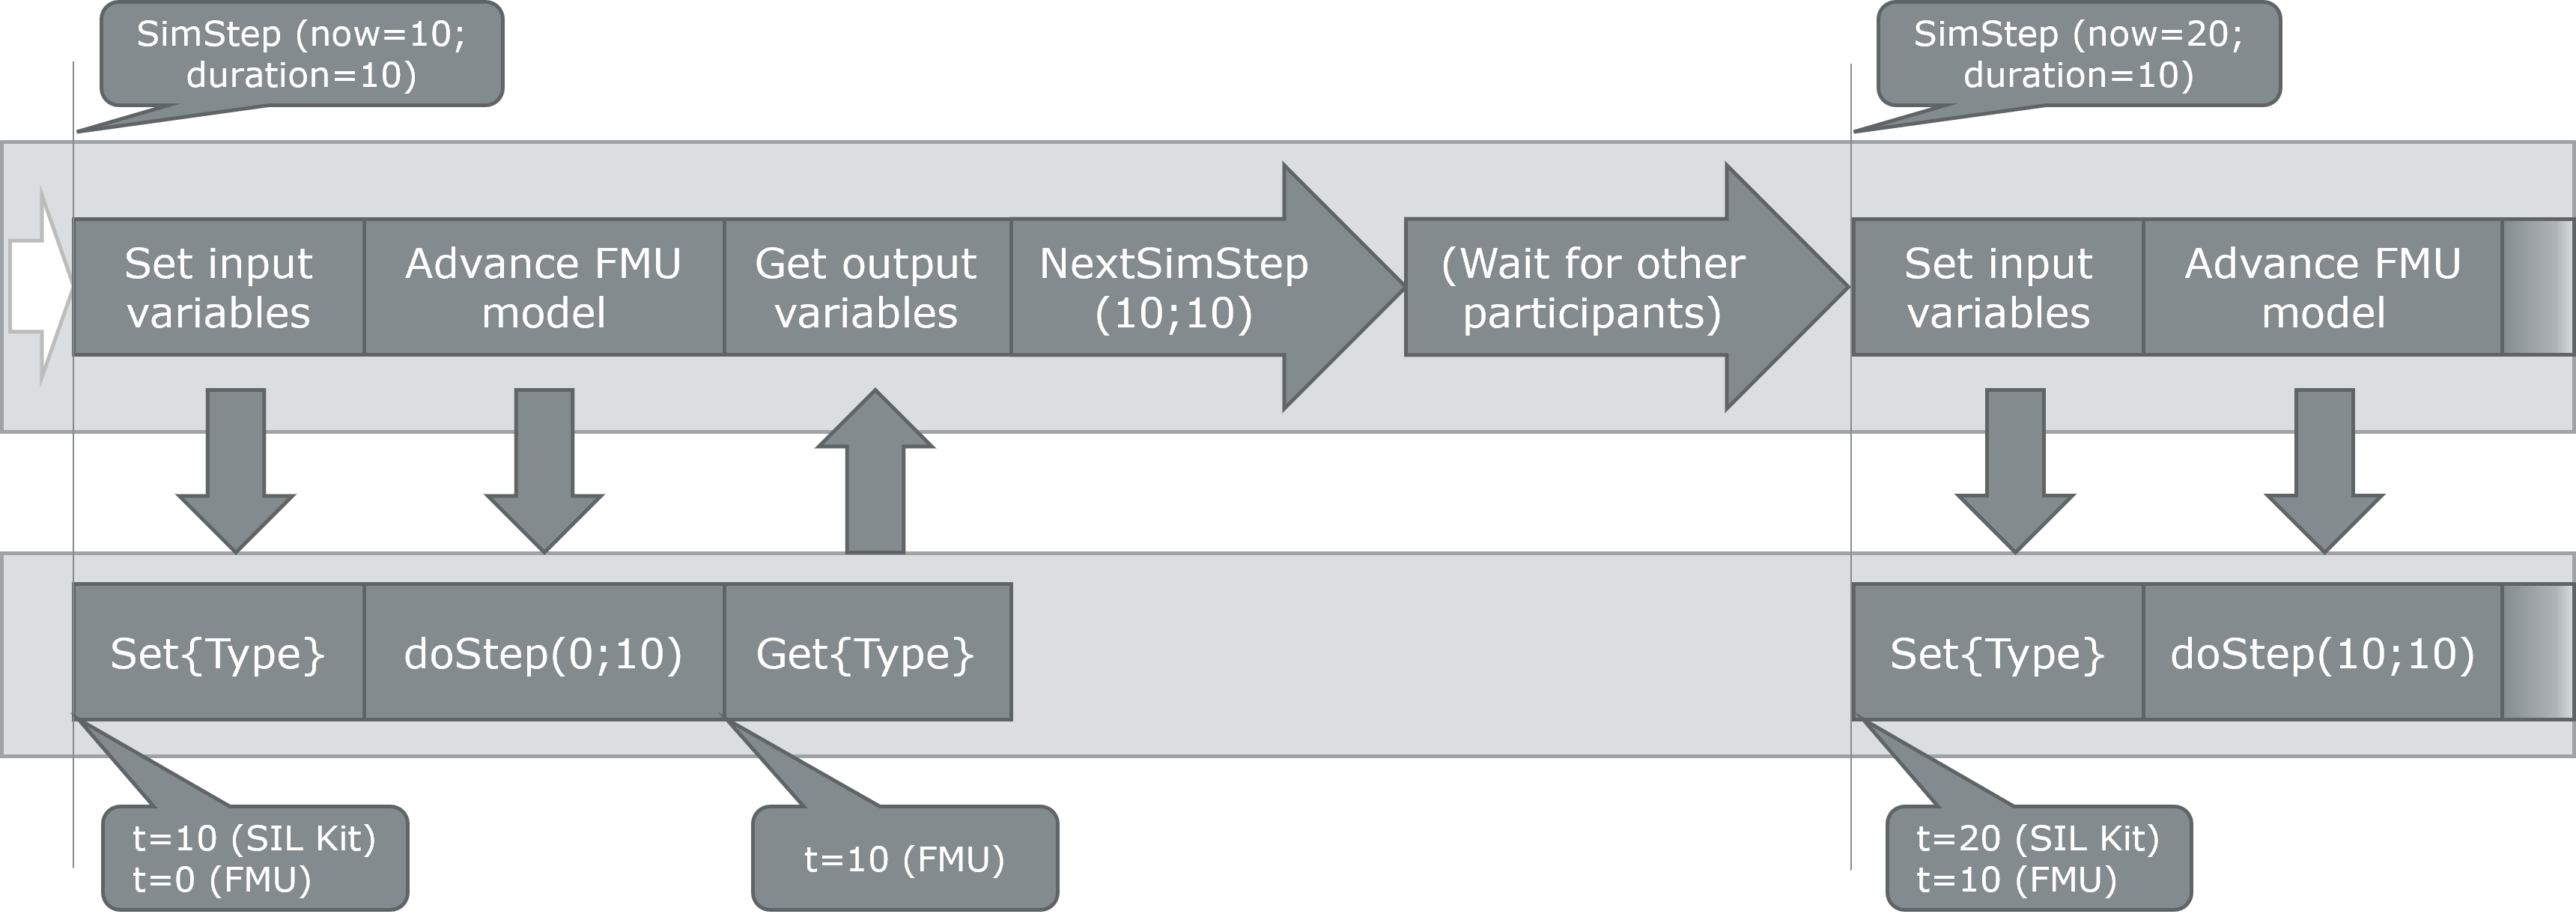 SimStep (now=10;
duration=10)
SimStep (now=20;
duration=10)
Set input
variables
Advance FMU
model
Get output
variables
NextSimStep
(10;10)
(Wait for other
participants)
Set input
variables
Advance FMU
model
Set{Type}
doStep(0;10)
Get{Type}
Set{Type}
doStep(10;10)
t=10 (SIL Kit)
t=0 (FMU)
t=10 (FMU)
t=20 (SIL Kit)
t=10 (FMU)